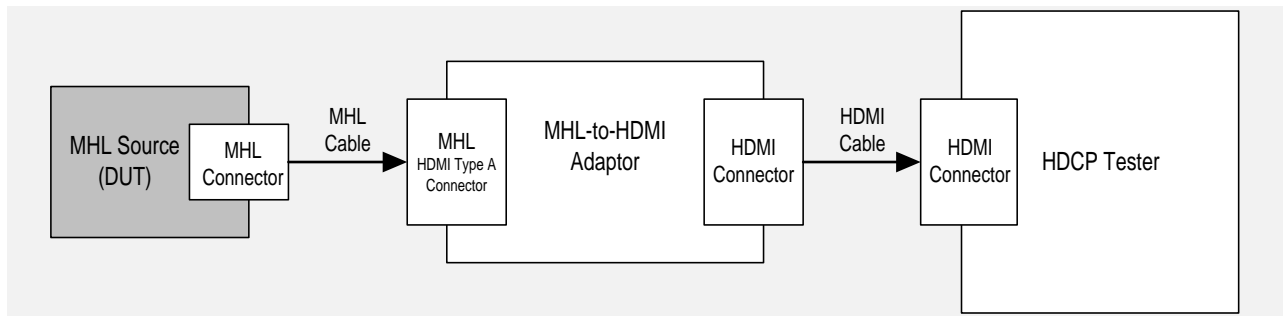 MHL Source
(DUT)
MHL
Connector
MHL
Cable
MHL
HDMI Type A
Connector
MHL-to-HDMI
Adaptor
HDMI
Connector
HDMI
Cable
HDMI
Connector
HDCP Tester